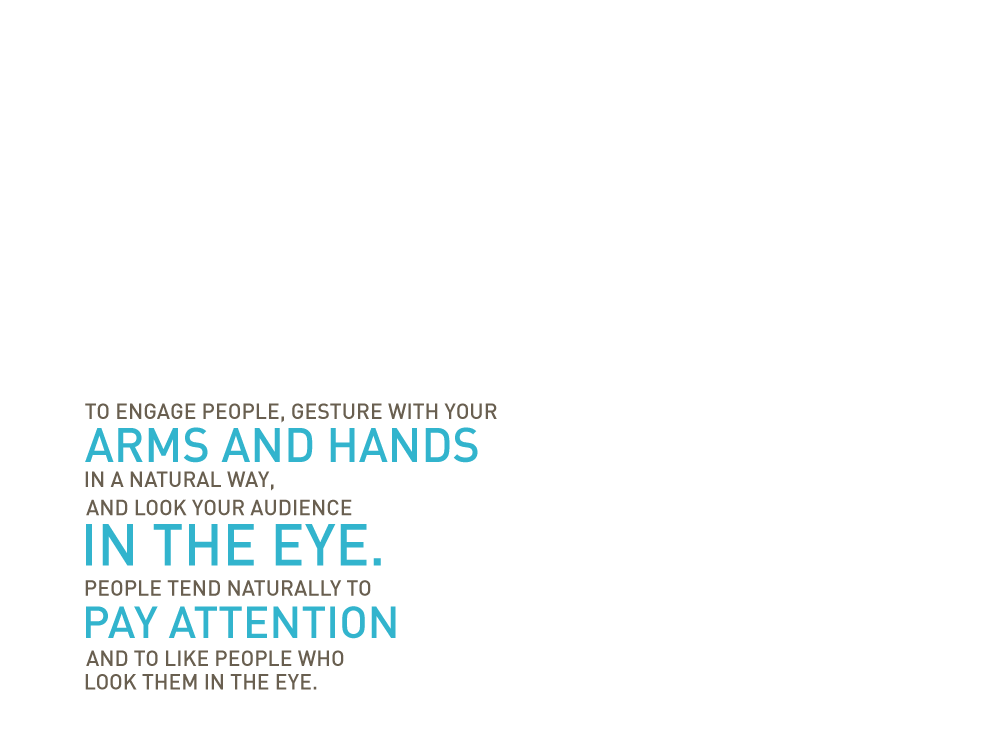 TO ENGAGE PEOPLE, GESTURE WITH YOUR
ARMS AND HANDS
IN A NATURAL WAY,
AND LOOK YOUR AUDIENCE
IN THE EYE.
PEOPLE TEND NATURALLY TO
PAY ATTENTION
AND TO LIKE PEOPLE WHO
LOOK THEM IN THE EYE.